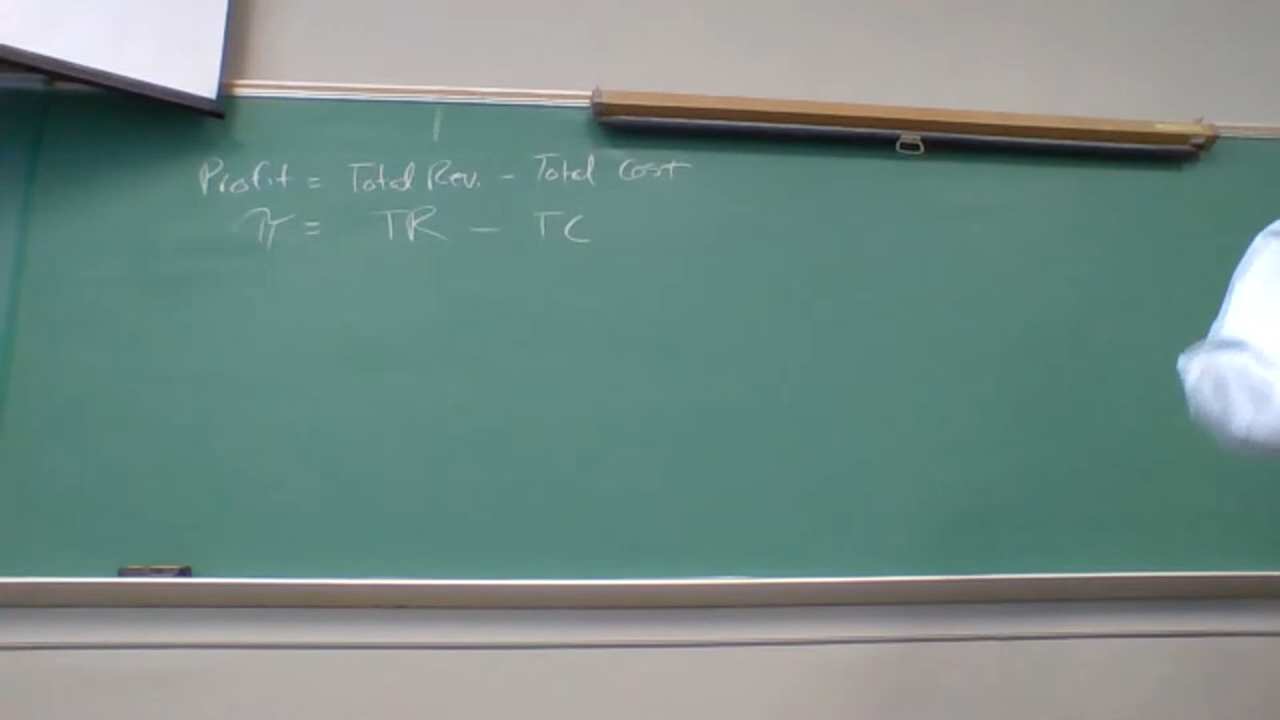 Profit = Total Rev. - Total Cost
π = TR - TC